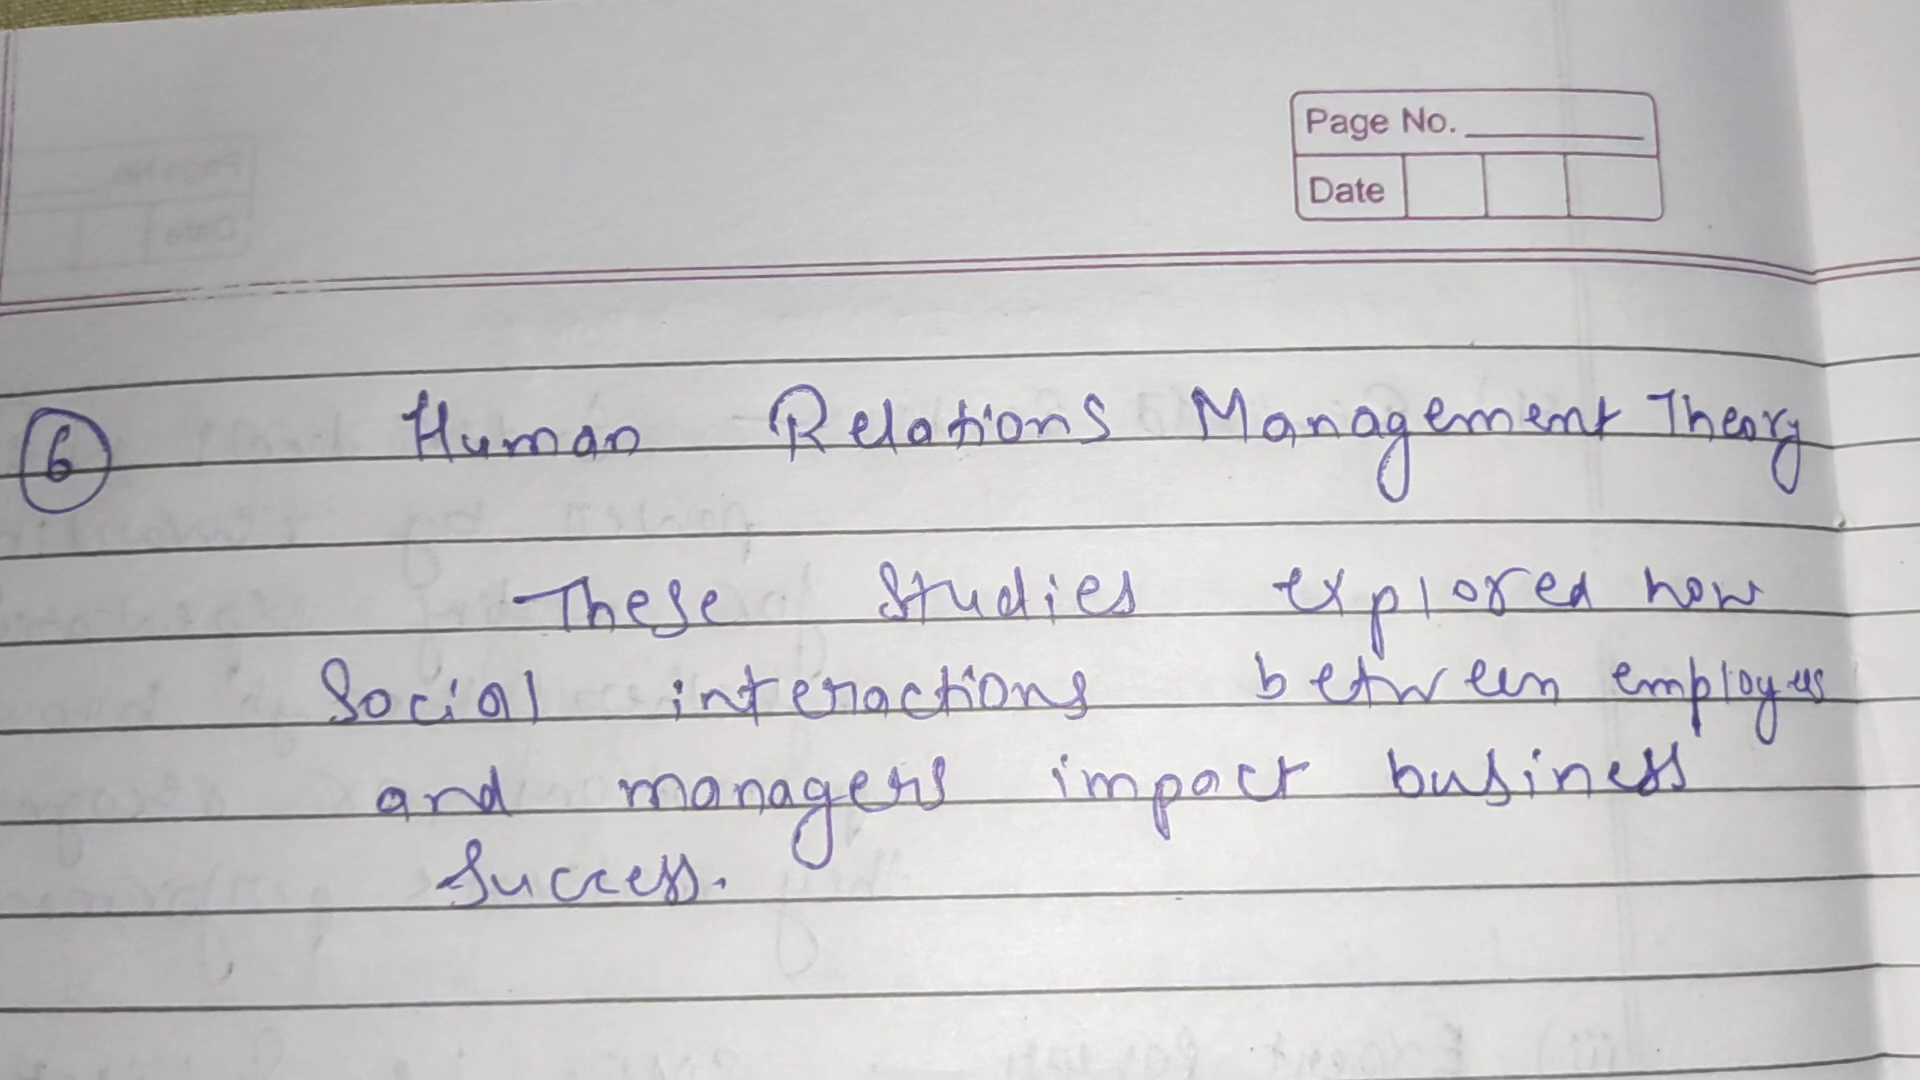 Page No.
Date
6 Human Relations Management Theory
These studies explored how
Social interactions between employees
and managers impact business
Success.